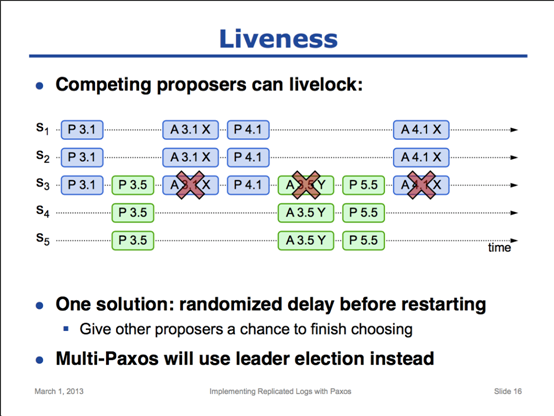 Liveness
• Competing proposers can livelock:
S1 P 3.1 A 3.1 X P 4.1 A 4.1 X
S2 P 3.1 A 3.1 X P 4.1 A 4.1 X
S3 P 3.1 P 3.5 A 3.1 X P 4.1 A 3.5 Y P 5.5 A 4.1 X
S4 P 3.5 A 3.5 Y P 5.5
S5 P 3.5 A 3.5 Y P 5.5
time
• One solution: randomized delay before restarting
▪ Give other proposers a chance to finish choosing
• Multi-Paxos will use leader election instead
March 1, 2013 Implementing Replicated Logs with Paxos Slide 16